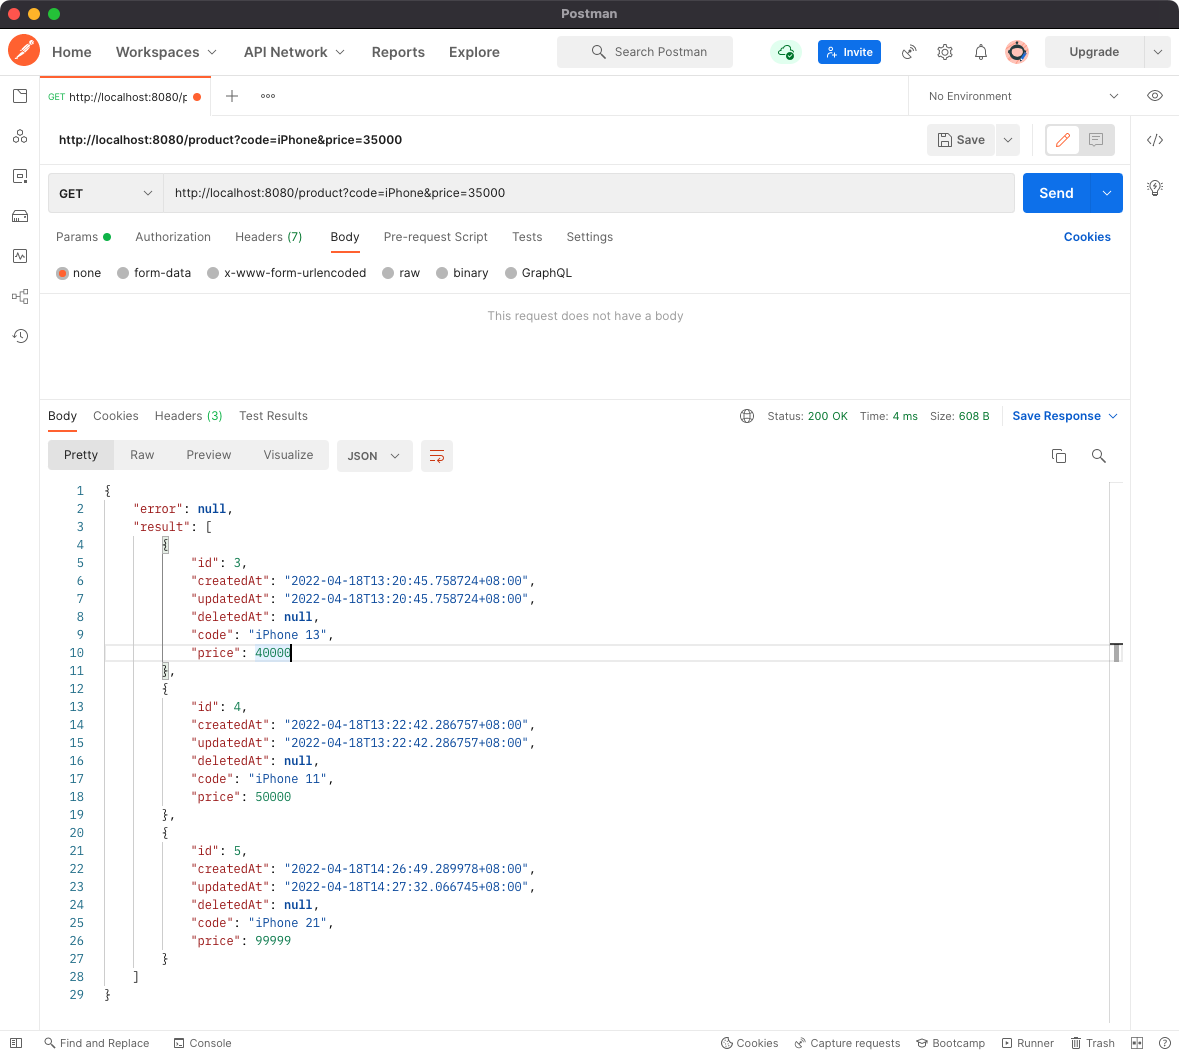 Postman
Home Workspaces API Network Reports Explore Search Postman Invite Upgrade
GET http://localhost:8080/p No Environment
http://localhost:8080/product?code=iPhone&price=35000 Save
GET http://localhost:8080/product?code=iPhone&price=35000 Send
Params Authorization Headers (7) Body Pre-request Script Tests Settings Cookies
none form-data x-www-form-urlencoded raw binary GraphQL
This request does not have a body
Body Cookies Headers (3) Test Results Status: 200 OK Time: 4 ms Size: 608 B Save Response
Pretty Raw Preview Visualize JSON
1 {
2 "error": null,
3 "result": [
4 {
5 "id": 3,
6 "createdAt": "2022-04-18T13:20:45.758724+08:00",
7 "updatedAt": "2022-04-18T13:20:45.758724+08:00",
8 "deletedAt": null,
9 "code": "iPhone 13",
10 "price": 40000
11 },
12 {
13 "id": 4,
14 "createdAt": "2022-04-18T13:22:42.286757+08:00",
15 "updatedAt": "2022-04-18T13:22:42.286757+08:00",
16 "deletedAt": null,
17 "code": "iPhone 11",
18 "price": 50000
19 },
20 {
21 "id": 5,
22 "createdAt": "2022-04-18T14:26:49.289978+08:00",
23 "updatedAt": "2022-04-18T14:27:32.066745+08:00",
24 "deletedAt": null,
25 "code": "iPhone 21",
26 "price": 99999
27 }
28 ]
29 }
Find and Replace Console Cookies Capture requests Bootcamp Runner Trash